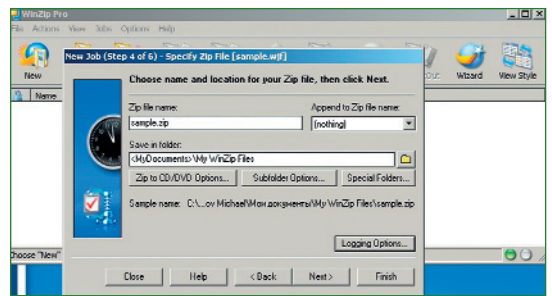 WinZip Pro
File Actions View Jobs Options Help
New Job (Step 4 of 6) - Specify Zip File [sample.wjf]
New
Wizard
View Style
Name
Choose name and location for your Zip file, then click Next.
Zip file name:
Append to Zip file name:
sample.zip
(nothing)
Save in folder:
<MyDocuments>\My WinZip Files
Zip to CD/DVD Options...
Subfolder Options...
Special Folders...
Sample name: C:\...ov Michael\Мои документы\My WinZip Files\sample.zip
Logging Options...
Choose "New"
Close
Help
< Back
Next >
Finish